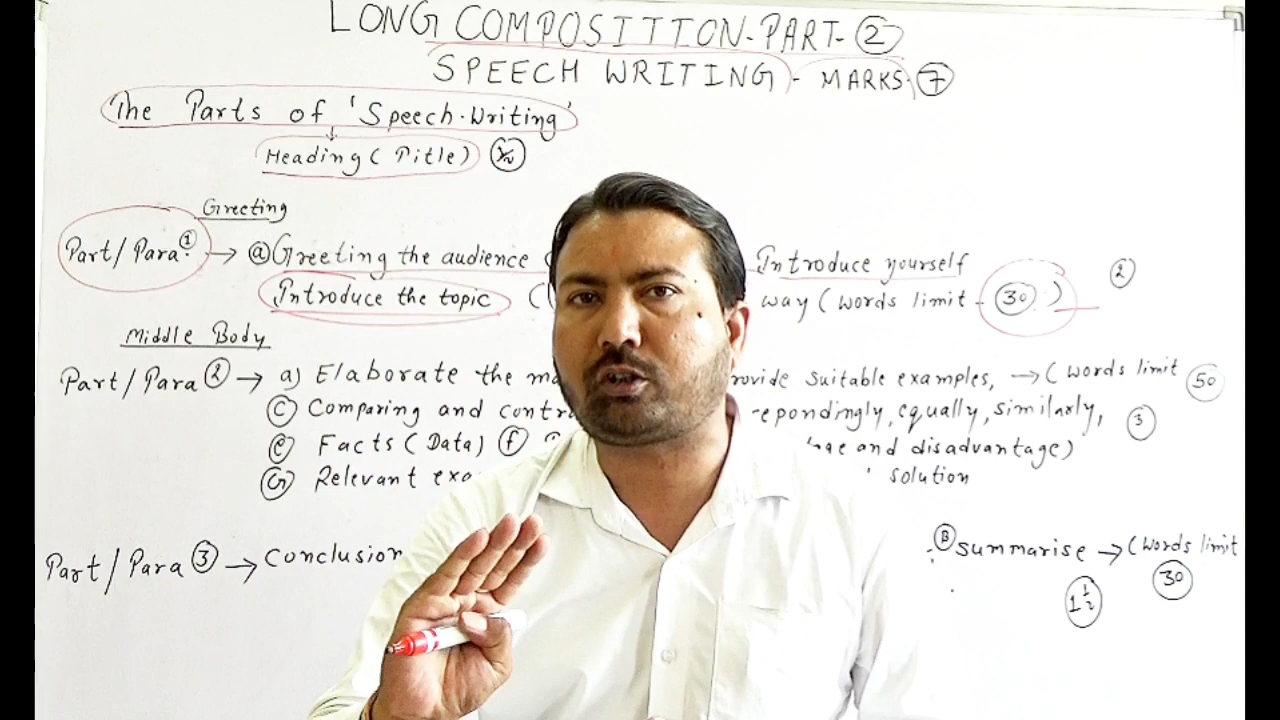 LONG COMPOSITION-PART-②
SPEECH WRITING - MARKS-⑦
The Parts of 'Speech-Writing'
↓
Heading (Title) ½
Greeting
Part/Para① → ⓐ Greeting the audience Introduce yourself ②
Introduce the topic ( way (words limit - 30)
Middle Body
Part/Para② → a) Elaborate the provide suitable examples, → (words limit 50
Ⓒ Comparing and -repondingly, equally, similarly, ③
ⓔ Facts (Data) ⓕ and disadvantage)
Ⓖ Relevant solution
Part/Para③ → Conclusion Ⓑ Summarise → (words limit
30
1½